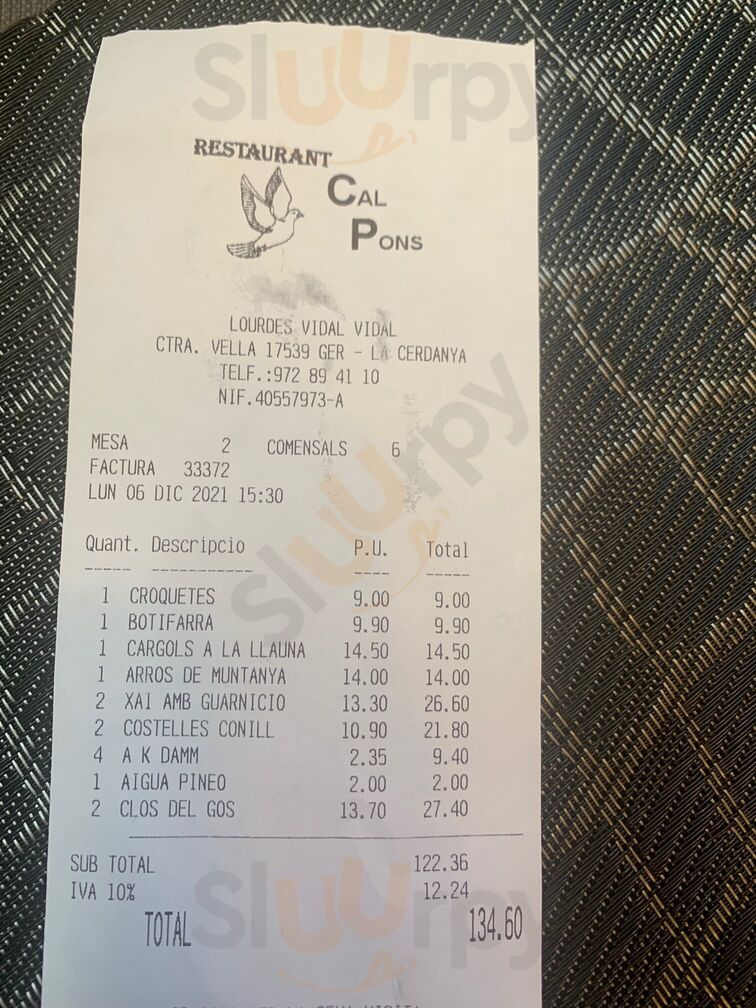 Sluurpy
RESTAURANT
CAL
PONS
LOURDES VIDAL VIDAL
CTRA. VELLA 17539 GER - LA CERDANYA
TELF.:972 89 41 10
NIF.40557973-A
MESA 2 COMENSALS 6
FACTURA 33372
LUN 06 DIC 2021 15:30
Sluurpy
Quant. Descripcio P.U. Total
1 CROQUETES 9.00 9.00
1 BOTIFARRA 9.90 9.90
1 CARGOLS A LA LLAUNA 14.50 14.50
1 ARROS DE MUNTANYA 14.00 14.00
2 XAI AMB GUARNICIO 13.30 26.60
2 COSTELLES CONILL 10.90 21.80
4 A K DAMM 2.35 9.40
1 AIGUA PINEO 2.00 2.00
2 CLOS DEL GOS 13.70 27.40
SUB TOTAL 122.36
IVA 10% 12.24
TOTAL 134.60
Sluurpy